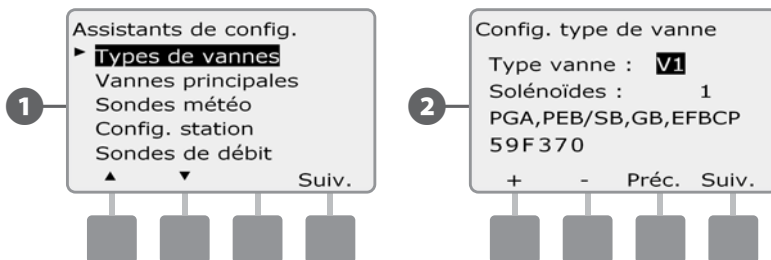 1
Assistants de config.
► Types de vannes
Vannes principales
Sondes météo
Config. station
Sondes de débit
▲ ▼ Suiv.
2
Config. type de vanne
Type vanne : V1
Solénoïdes : 1
PGA,PEB/SB,GB,EFBCP
59F370
+ - Préc. Suiv.